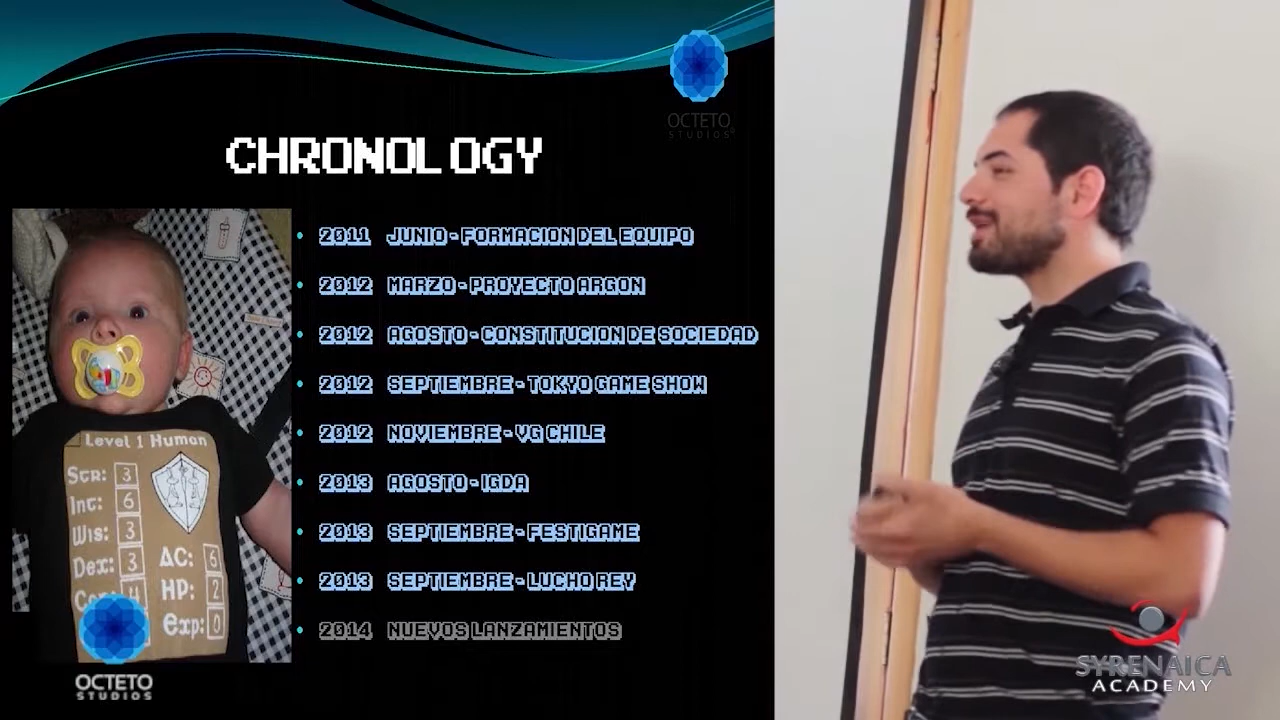 OCTETO
STUDIOS
CHRONOLOGY
2011 JUNIO - FORMACION DEL EQUIPO
2012 MARZO - PROYECTO ARGON
2012 AGOSTO - CONSTITUCION DE SOCIEDAD
2012 SEPTIEMBRE - TOKYO GAME SHOW
2012 NOVIEMBRE - VG CHILE
2013 AGOSTO - IGDA
2013 SEPTIEMBRE - FESTIGAME
2013 SEPTIEMBRE - LUCHO REY
2014 NUEVOS LANZAMIENTOS
Level 1 Human
Str: 3
Int: 6
Wis: 3
Dex: 3
Con: 4
AC: 6
HP: 2
exp: 0
OCTETO
STUDIOS
SYRENAICA
ACADEMY